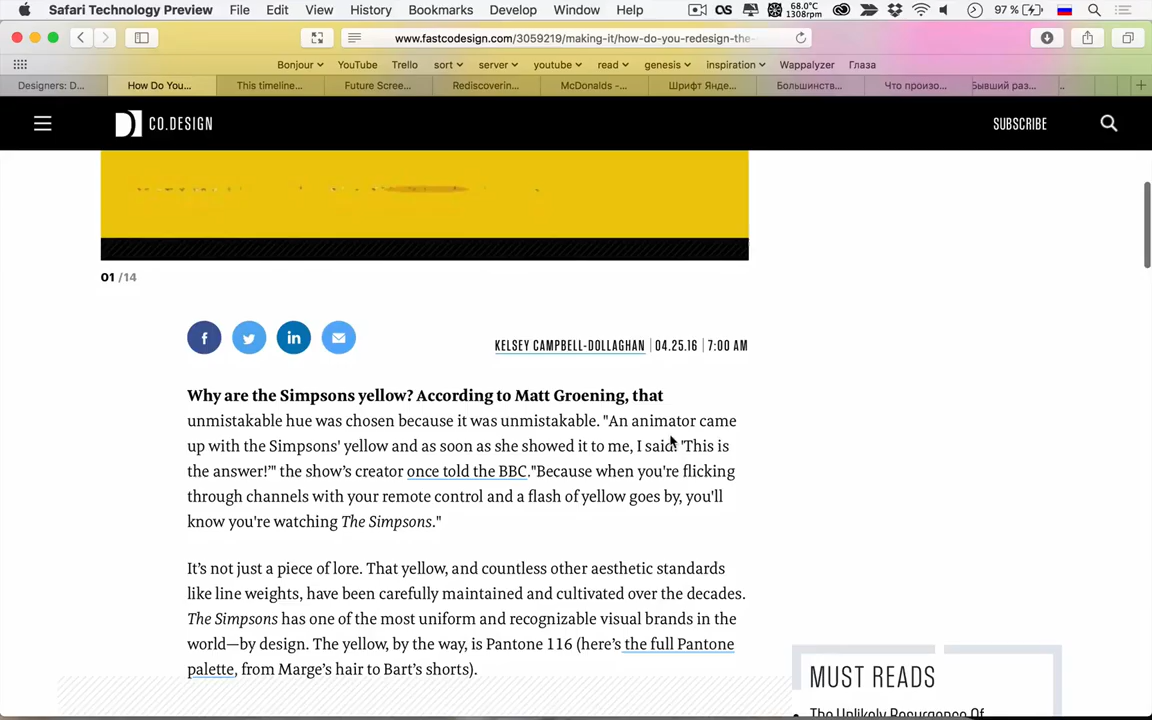 Safari Technology Preview File Edit View History Bookmarks Develop Window Help
68.0°C
1308rpm
97 %
www.fastcodesign.com/3059219/making-it/how-do-you-redesign-the-
Bonjour YouTube Trello sort server youtube read genesis inspiration Wappalyzer Глаза
Designers: D... How Do You... This timeline... Future Scree... Rediscoverin... McDonalds -... Шрифт Янде... Большинств... Что произо... Бывший раз...
CO.DESIGN
SUBSCRIBE
01 /14
f in
KELSEY CAMPBELL-DOLLAGHAN | 04.25.16 | 7:00 AM
Why are the Simpsons yellow? According to Matt Groening, that
unmistakable hue was chosen because it was unmistakable. "An animator came
up with the Simpsons' yellow and as soon as she showed it to me, I said: 'This is
the answer!'" the show's creator once told the BBC."Because when you're flicking
through channels with your remote control and a flash of yellow goes by, you'll
know you're watching The Simpsons."
It's not just a piece of lore. That yellow, and countless other aesthetic standards
like line weights, have been carefully maintained and cultivated over the decades.
The Simpsons has one of the most uniform and recognizable visual brands in the
world—by design. The yellow, by the way, is Pantone 116 (here's the full Pantone
palette, from Marge's hair to Bart's shorts).
MUST READS
The Unlikely Resurgence Of